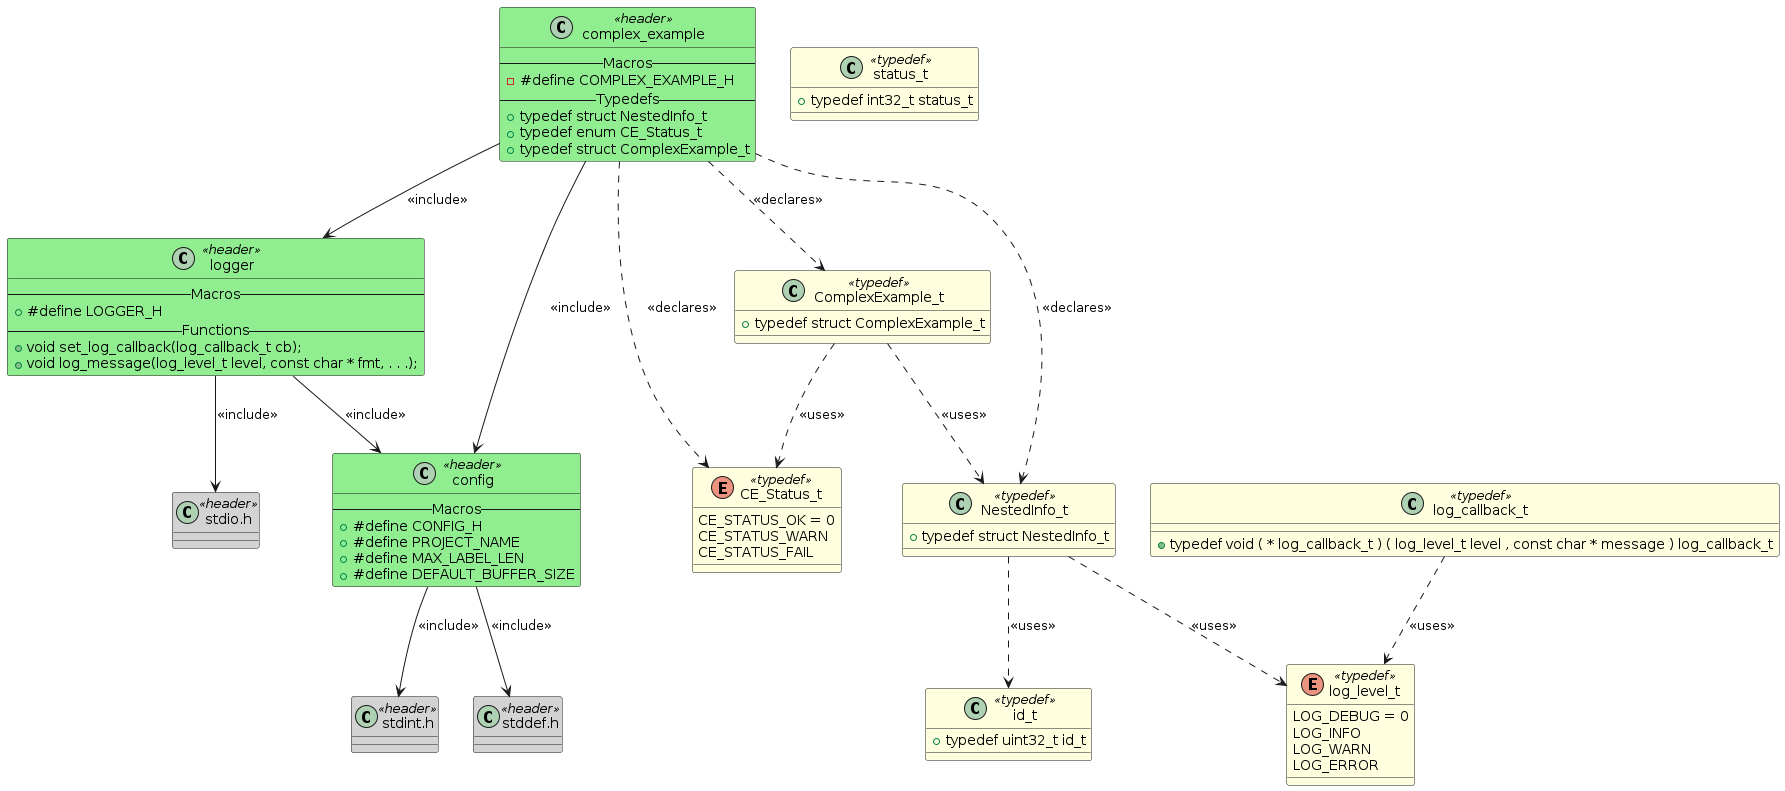 C «header»
complex_example
Macros
#define COMPLEX_EXAMPLE_H
Typedefs
typedef struct NestedInfo_t
typedef enum CE_Status_t
typedef struct ComplexExample_t
C «typedef»
status_t
typedef int32_t status_t
«include»
«declares»
C «header»
logger
Macros
#define LOGGER_H
Functions
void set_log_callback(log_callback_t cb);
void log_message(log_level_t level, const char * fmt, . . .);
«include»
«declares»
C «typedef»
ComplexExample_t
typedef struct ComplexExample_t
«declares»
«include»
«include»
«uses»
«uses»
C «header»
stdio.h
C «header»
config
Macros
#define CONFIG_H
#define PROJECT_NAME
#define MAX_LABEL_LEN
#define DEFAULT_BUFFER_SIZE
E «typedef»
CE_Status_t
CE_STATUS_OK = 0
CE_STATUS_WARN
CE_STATUS_FAIL
C «typedef»
NestedInfo_t
typedef struct NestedInfo_t
C «typedef»
log_callback_t
typedef void ( * log_callback_t ) ( log_level_t level , const char * message ) log_callback_t
«include»
«include»
«uses»
«uses»
«uses»
C «header»
stdint.h
C «header»
stddef.h
C «typedef»
id_t
typedef uint32_t id_t
E «typedef»
log_level_t
LOG_DEBUG = 0
LOG_INFO
LOG_WARN
LOG_ERROR